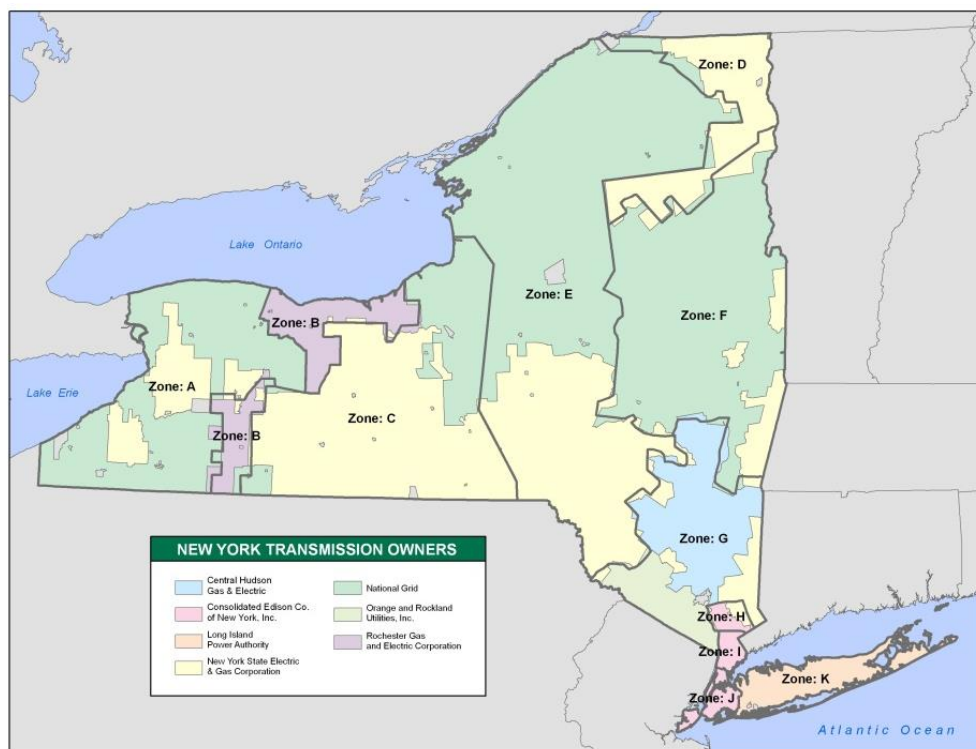 Zone: D
Lake Ontario
Zone: E
Zone: B
Zone: F
Zone: A
Lake Erie
Zone: C
Zone: B
Zone: G
NEW YORK TRANSMISSION OWNERS
Central Hudson
Gas & Electric
Consolidated Edison Co.
of New York, Inc.
Long Island
Power Authority
New York State Electric
& Gas Corporation
National Grid
Orange and Rockland
Utilities, Inc.
Rochester Gas
and Electric Corporation
Zone: H
Zone: I
Zone: K
Zone: J
Atlantic Ocean